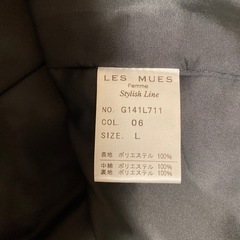 LES MUES
Femme
Stylish Line
NO. G141L711
COL. 06
SIZE. L
表地 ポリエステル 100%
中綿 ポリエステル 100%
裏地 ポリエステル 100%